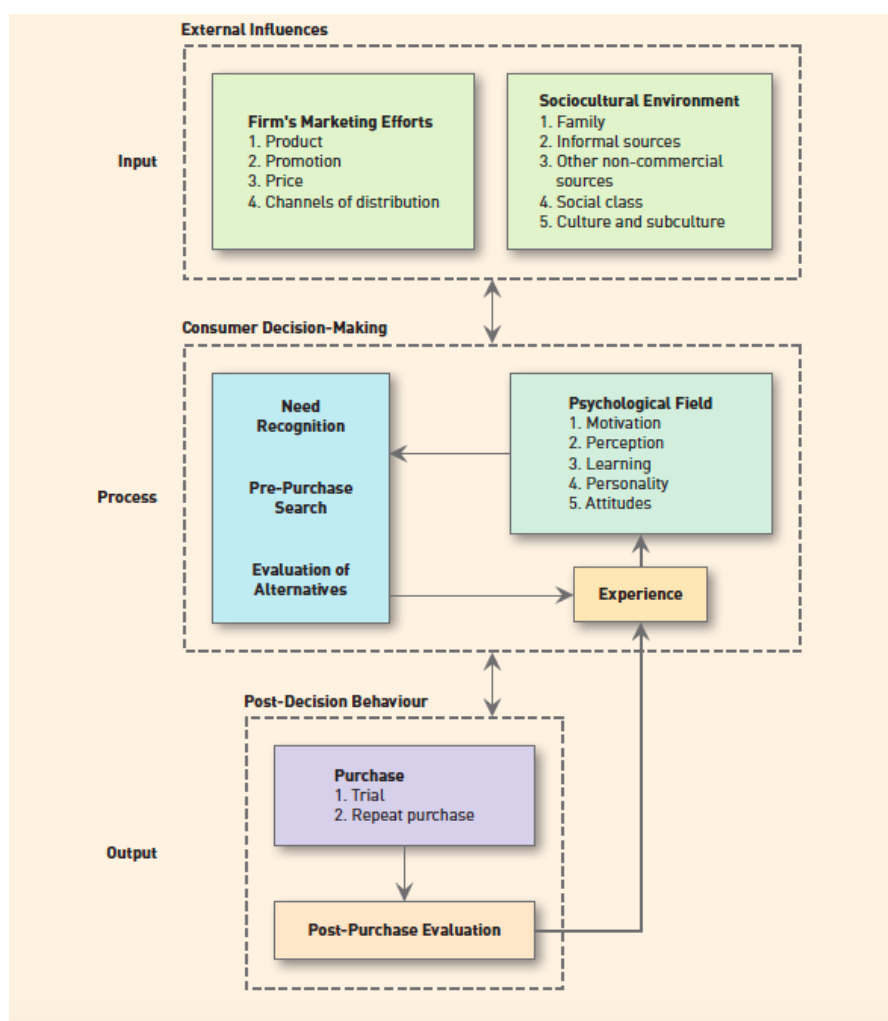 External Influences
Input
Firm's Marketing Efforts
1. Product
2. Promotion
3. Price
4. Channels of distribution
Sociocultural Environment
1. Family
2. Informal sources
3. Other non-commercial
sources
4. Social class
5. Culture and subculture
Consumer Decision-Making
Process
Need
Recognition
Pre-Purchase
Search
Evaluation of
Alternatives
Psychological Field
1. Motivation
2. Perception
3. Learning
4. Personality
5. Attitudes
Experience
Post-Decision Behaviour
Output
Purchase
1. Trial
2. Repeat purchase
Post-Purchase Evaluation